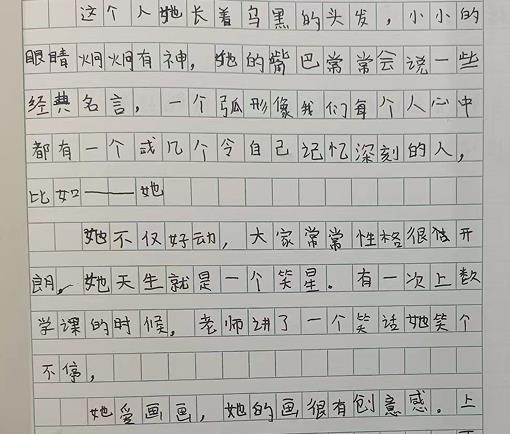 这个人她长着乌黑的头发，小小的
眼睛炯炯有神，她的嘴巴常常会说一些
经典名言，一个弧形像我们每个人心中
都有一个或几个令自己记忆深刻的人，
比如——她
她不仅好动，大家常常性格很独开
朗。她天生就是一个笑星。有一次上数
学课的时候，老师讲了一个笑话她笑个
不停，
她爱画画，她的画很有创意感。上